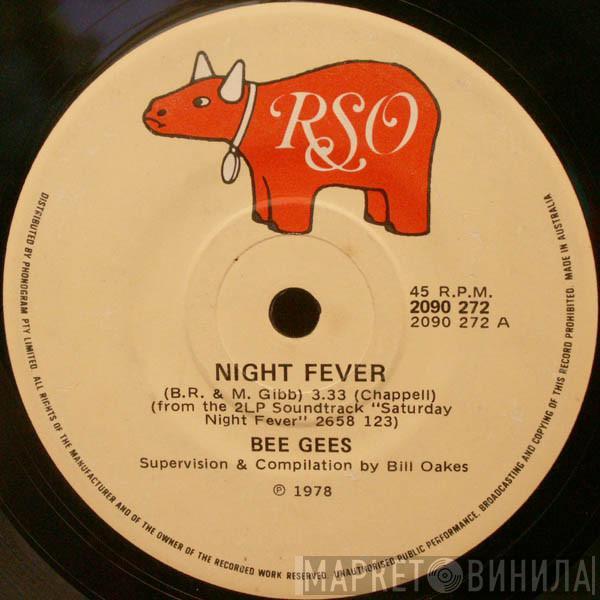 RSO
45 R.P.M.
2090 272
2090 272 A
NIGHT FEVER
(B.R. & M. Gibb) 3.33 (Chappell)
(from the 2LP Soundtrack "Saturday
Night Fever" 2658 123)
BEE GEES
Supervision & Compilation by Bill Oakes
℗ 1978
DISTRIBUTED BY PHONOGRAM PTY LIMITED. ALL RIGHTS OF THE MANUFACTURER AND OF THE OWNER OF THE RECORDED WORK RESERVED. UNAUTHORISED PUBLIC PERFORMANCE, BROADCASTING AND COPYING OF THIS RECORD PROHIBITED. MADE IN AUSTRALIA.
МАРКЕТ ВИНИЛА